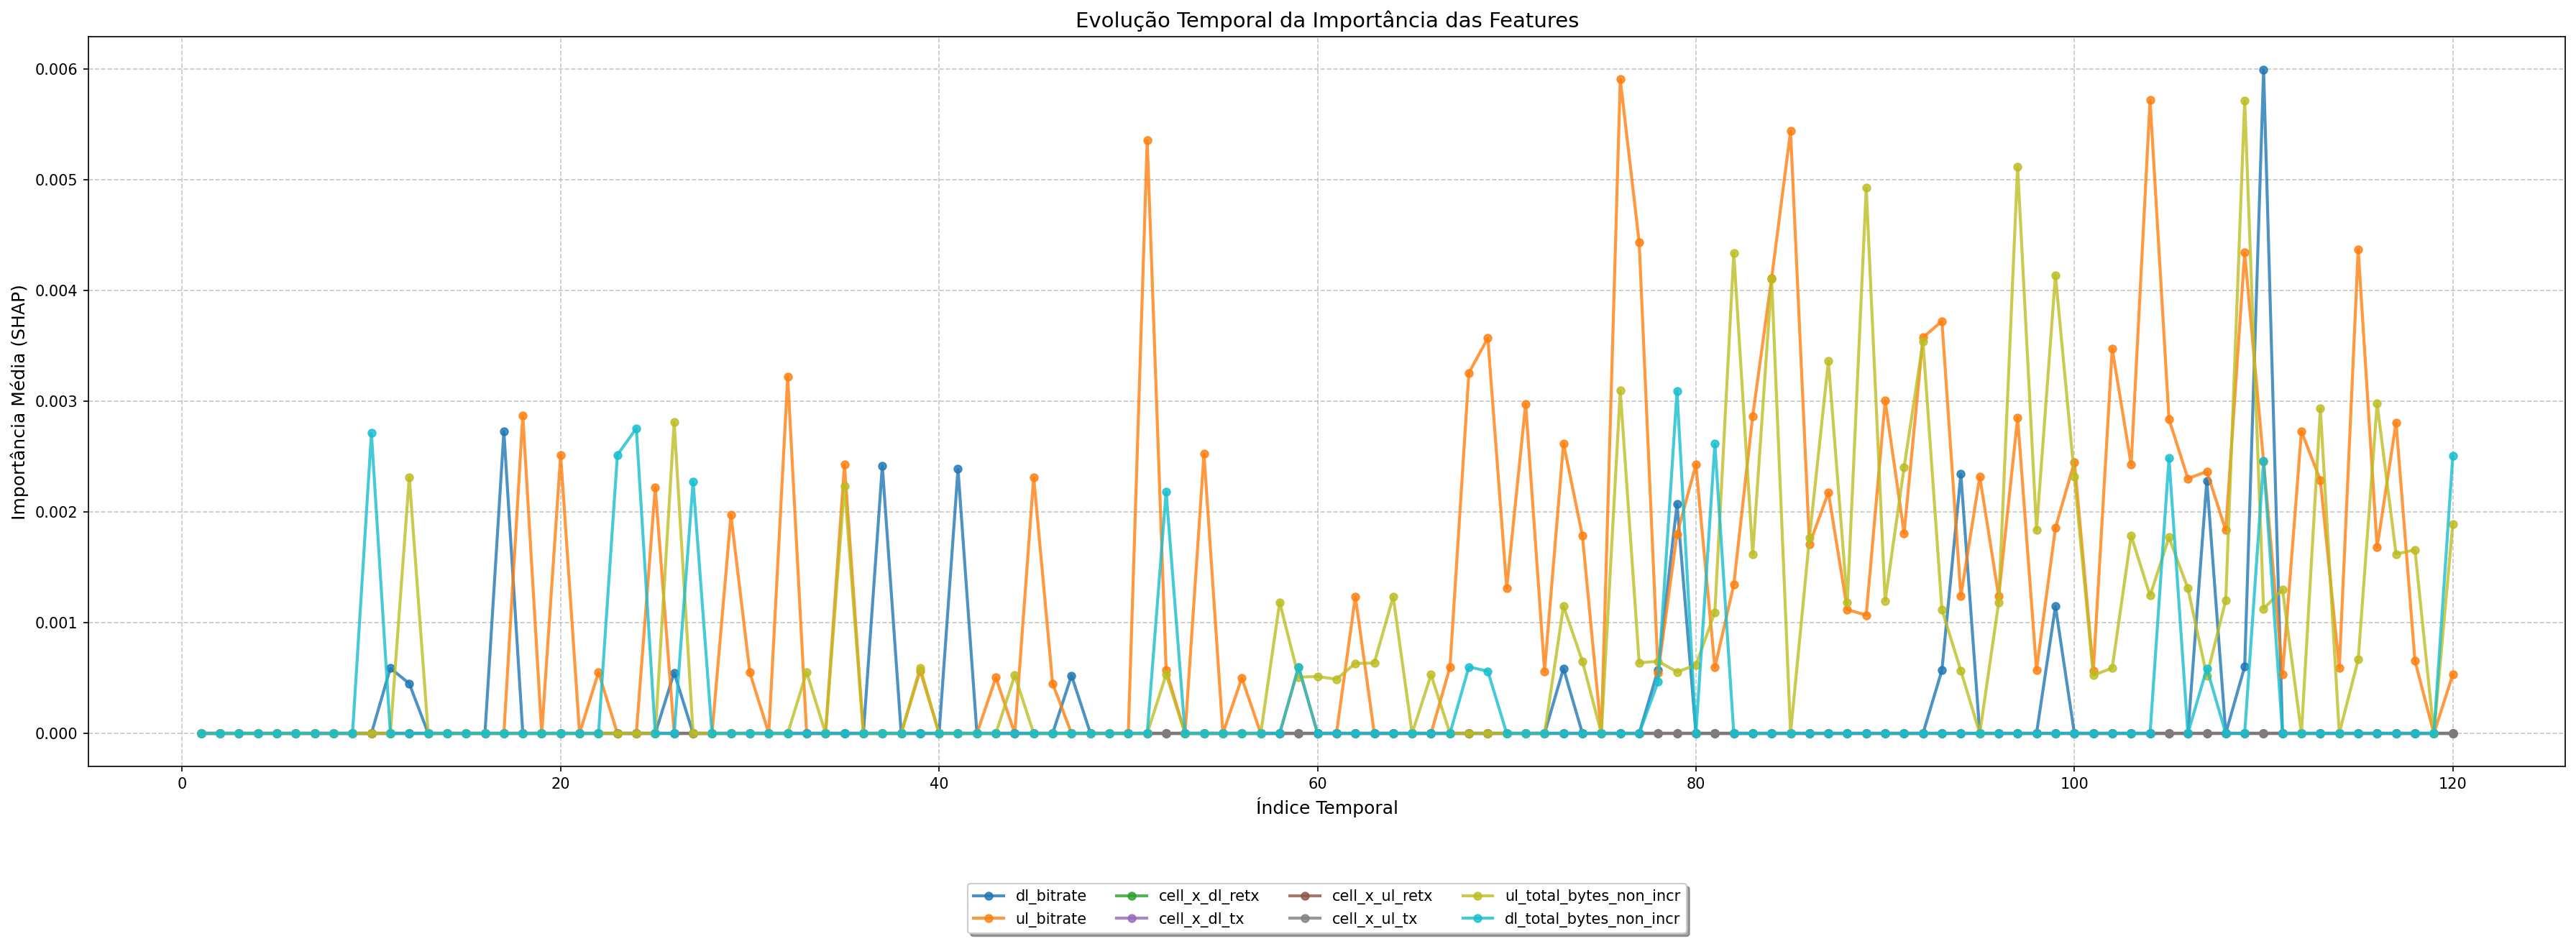 Evolução Temporal da Importância das Features
Importância Média (SHAP)
0.006
0.005
0.004
0.003
0.002
0.001
0.000
0 20 40 60 80 100 120
Índice Temporal
dl_bitrate cell_x_dl_retx cell_x_ul_retx ul_total_bytes_non_incr
ul_bitrate cell_x_dl_tx cell_x_ul_tx dl_total_bytes_non_incr